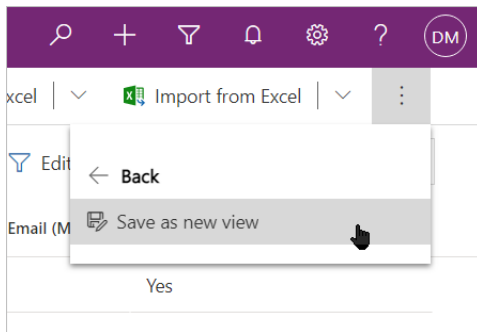 DM
xcel Import from Excel
Edit
Back
Save as new view
Email (M
Yes